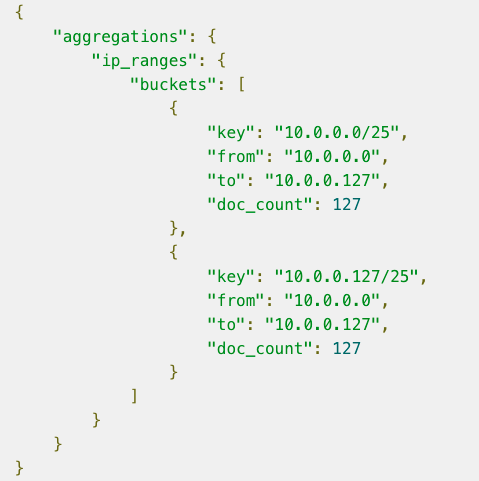 {
    "aggregations": {
        "ip_ranges": {
            "buckets": [
                {
                    "key": "10.0.0.0/25",
                    "from": "10.0.0.0",
                    "to": "10.0.0.127",
                    "doc_count": 127
                },
                {
                    "key": "10.0.0.127/25",
                    "from": "10.0.0.0",
                    "to": "10.0.0.127",
                    "doc_count": 127
                }
            ]
        }
    }
}